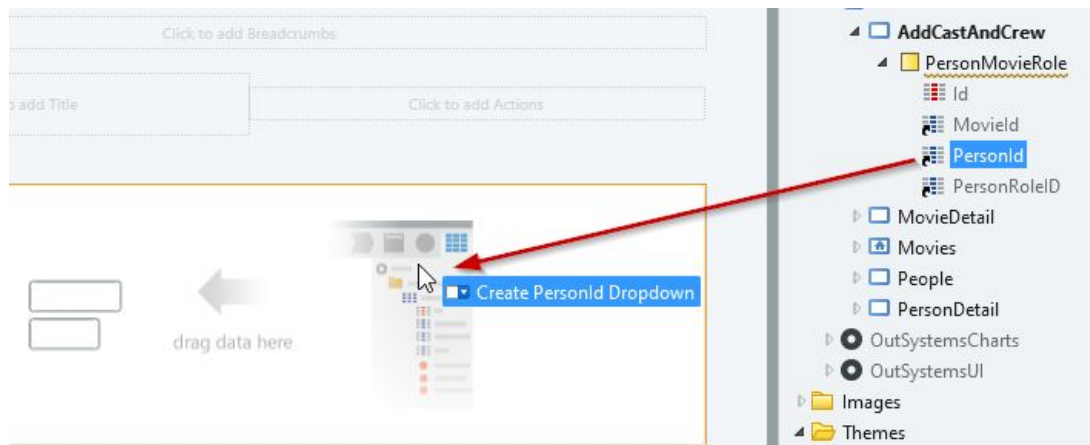 Click to add Breadcrumbs
add Title
Click to add Actions
drag data here
Create PersonId Dropdown
AddCastAndCrew
PersonMovieRole
Id
MovieId
PersonId
PersonRoleID
MovieDetail
Movies
People
PersonDetail
OutSystemsCharts
OutSystemsUI
Images
Themes